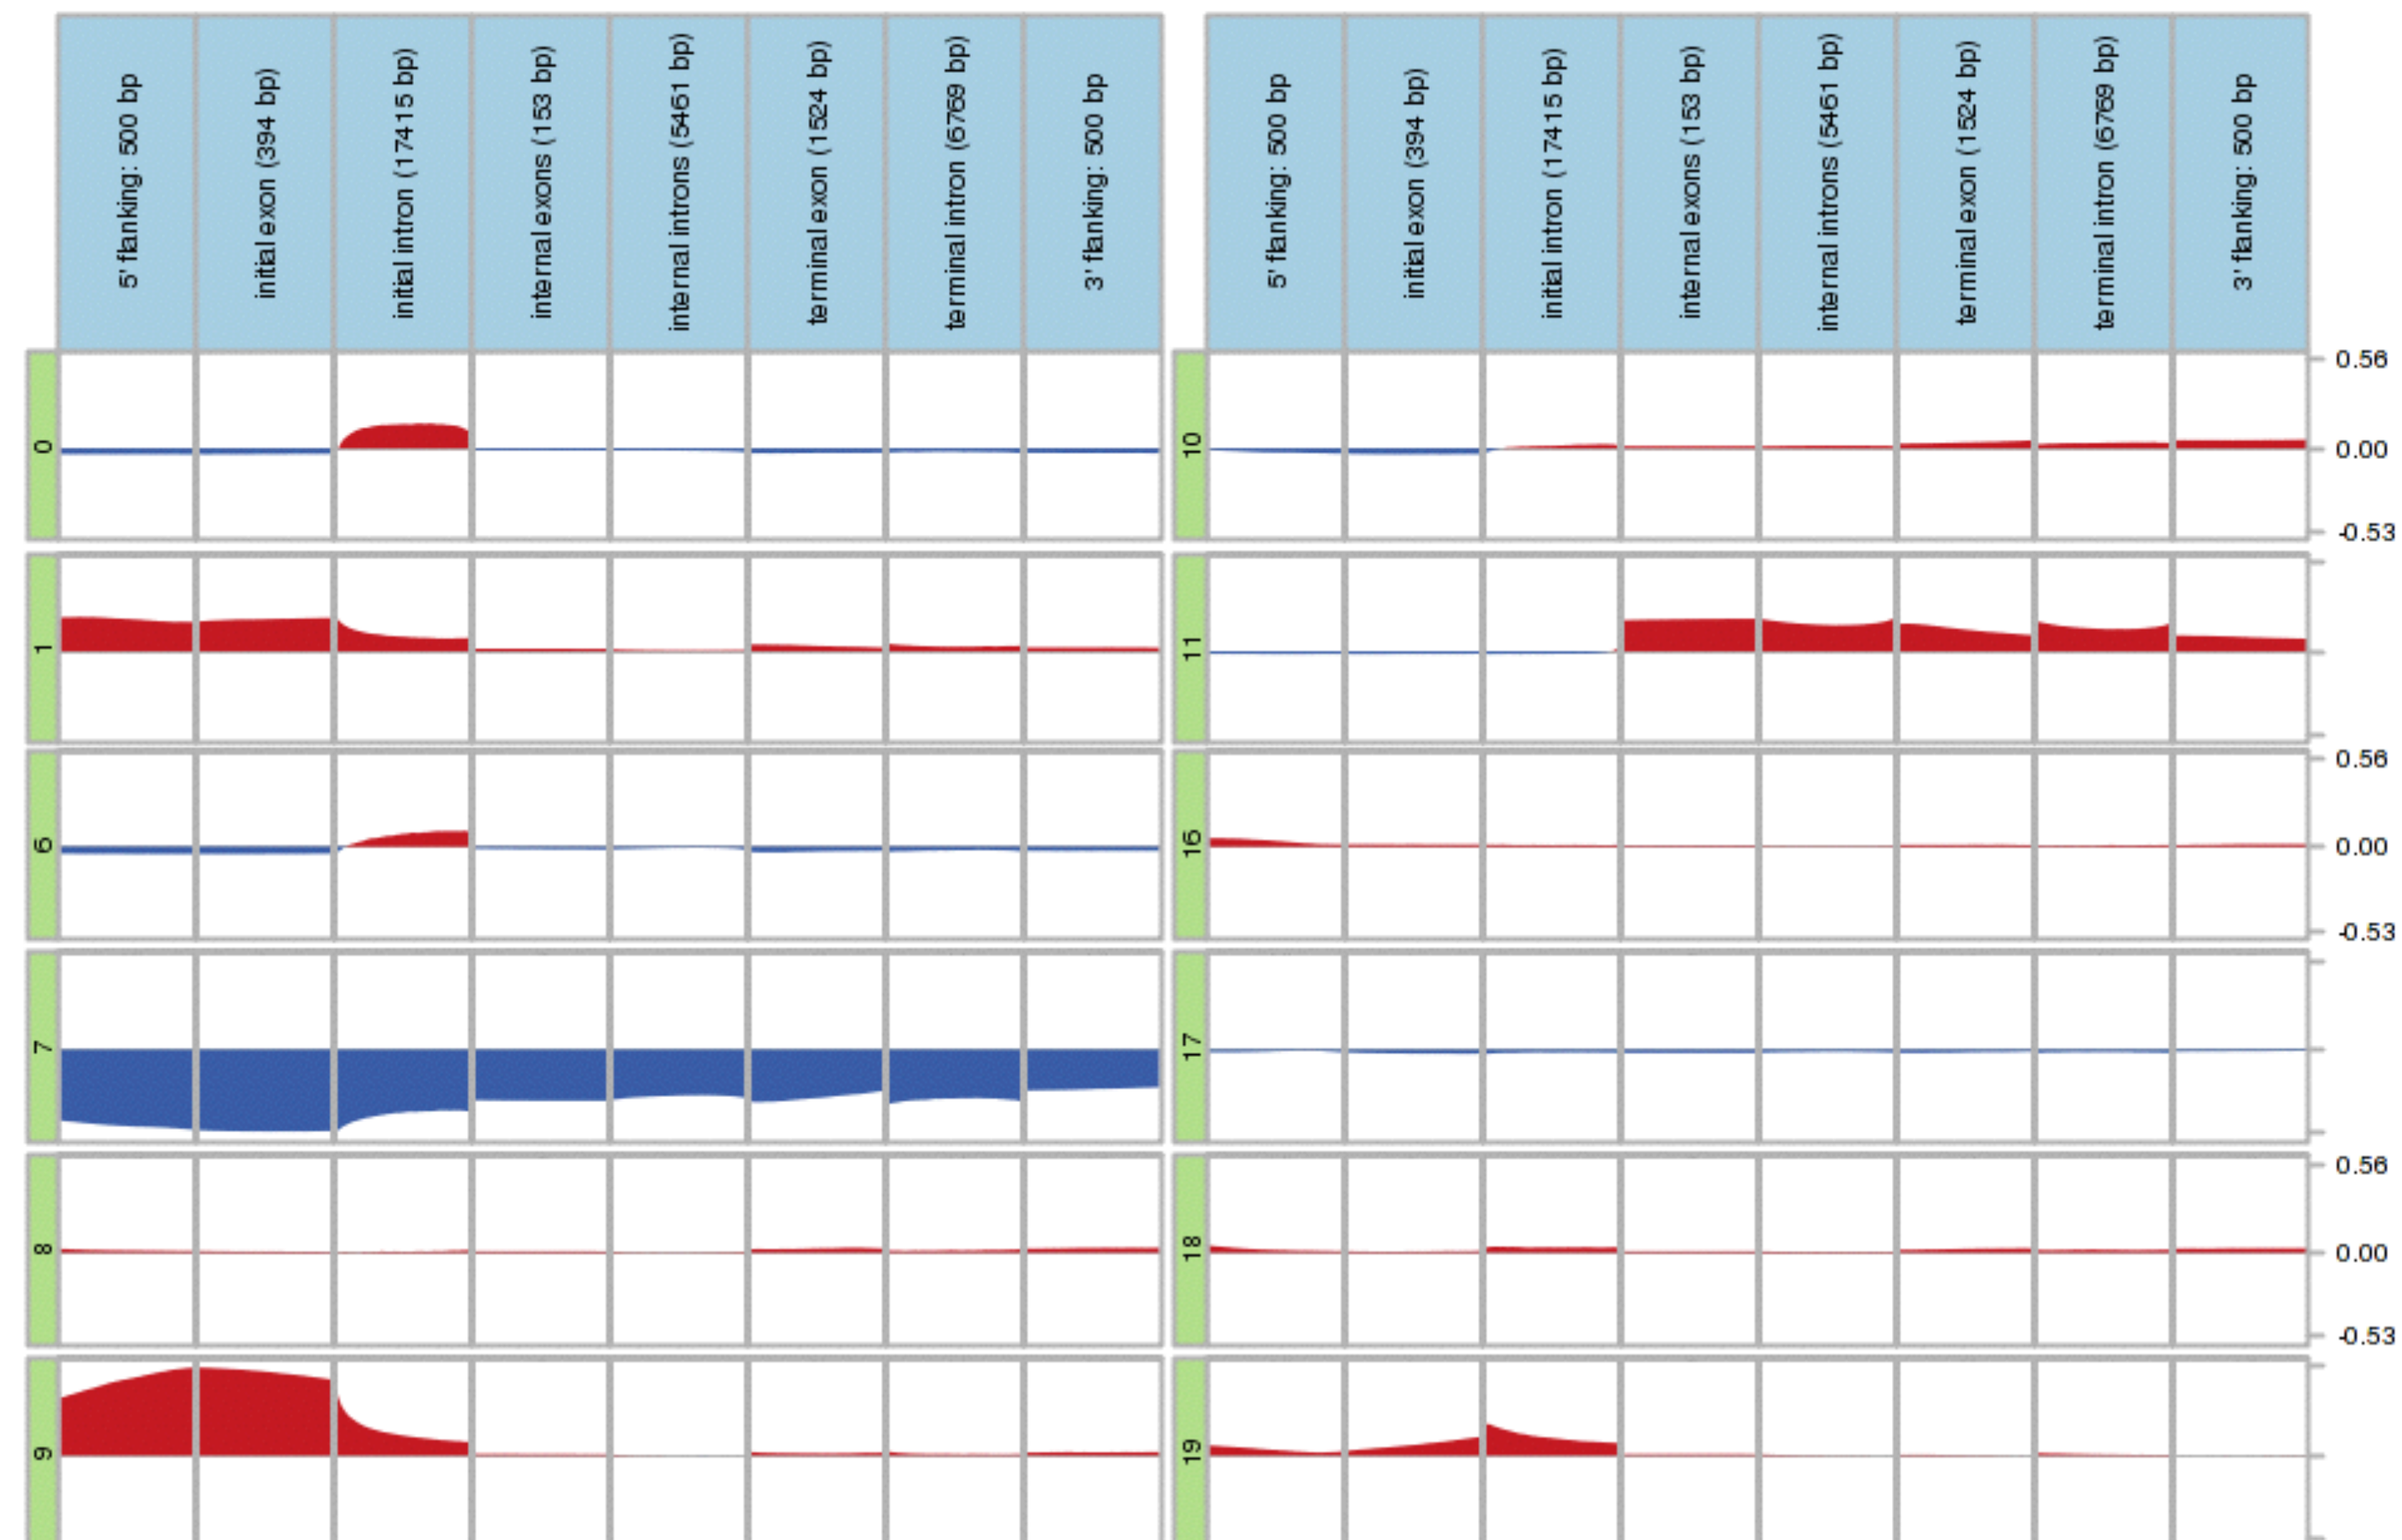 5' flanking: 500 bp
initial exon (394 bp)
initial intron (17415 bp)
internal exons (153 bp)
internal introns (5461 bp)
terminal exon (1524 bp)
terminal intron (6769 bp)
3' flanking: 500 bp
5' flanking: 500 bp
initial exon (394 bp)
initial intron (17415 bp)
internal exons (153 bp)
internal introns (5461 bp)
terminal exon (1524 bp)
terminal intron (6769 bp)
3' flanking: 500 bp
0
10
0.56
0.00
-0.53
1
11
6
16
0.56
0.00
-0.53
7
17
8
18
0.56
0.00
-0.53
9
19